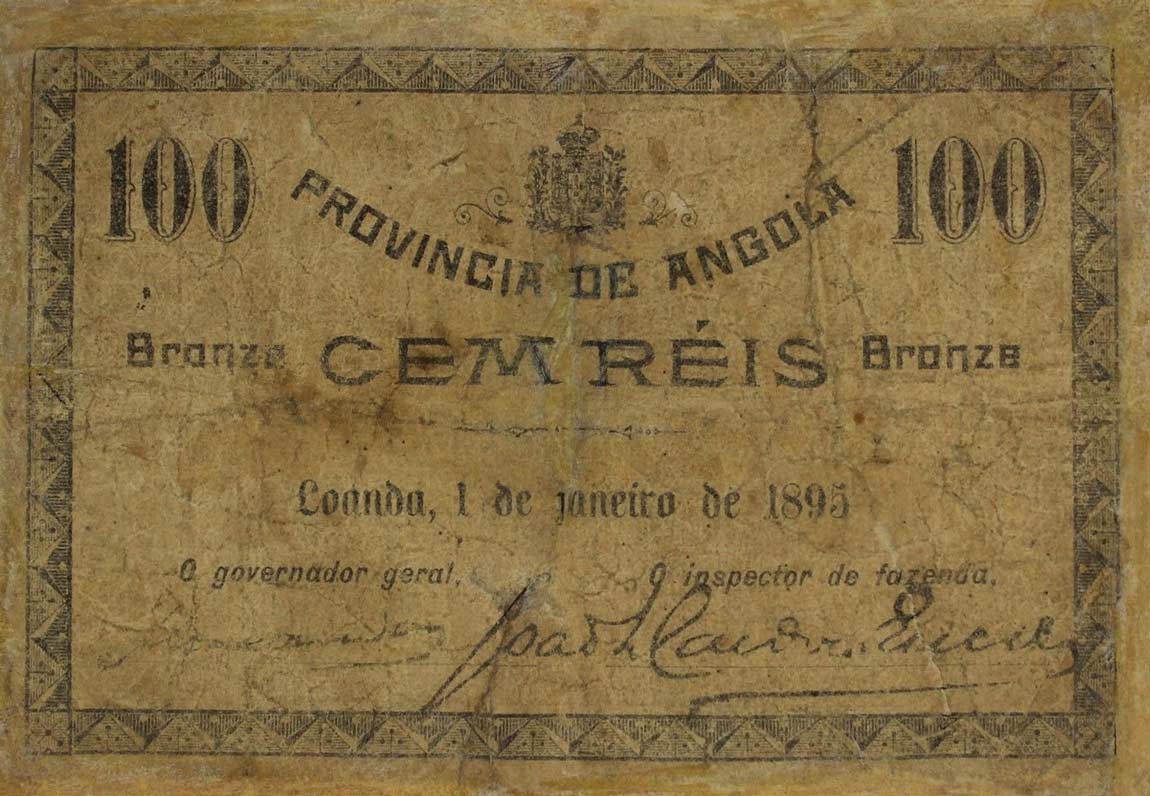 100 100
PROVINCIA DE ANGOLA
Bronze CEM RÉIS Bronze
Loanda, 1 de janeiro de 1895
O governador geral, O inspector de fazenda,